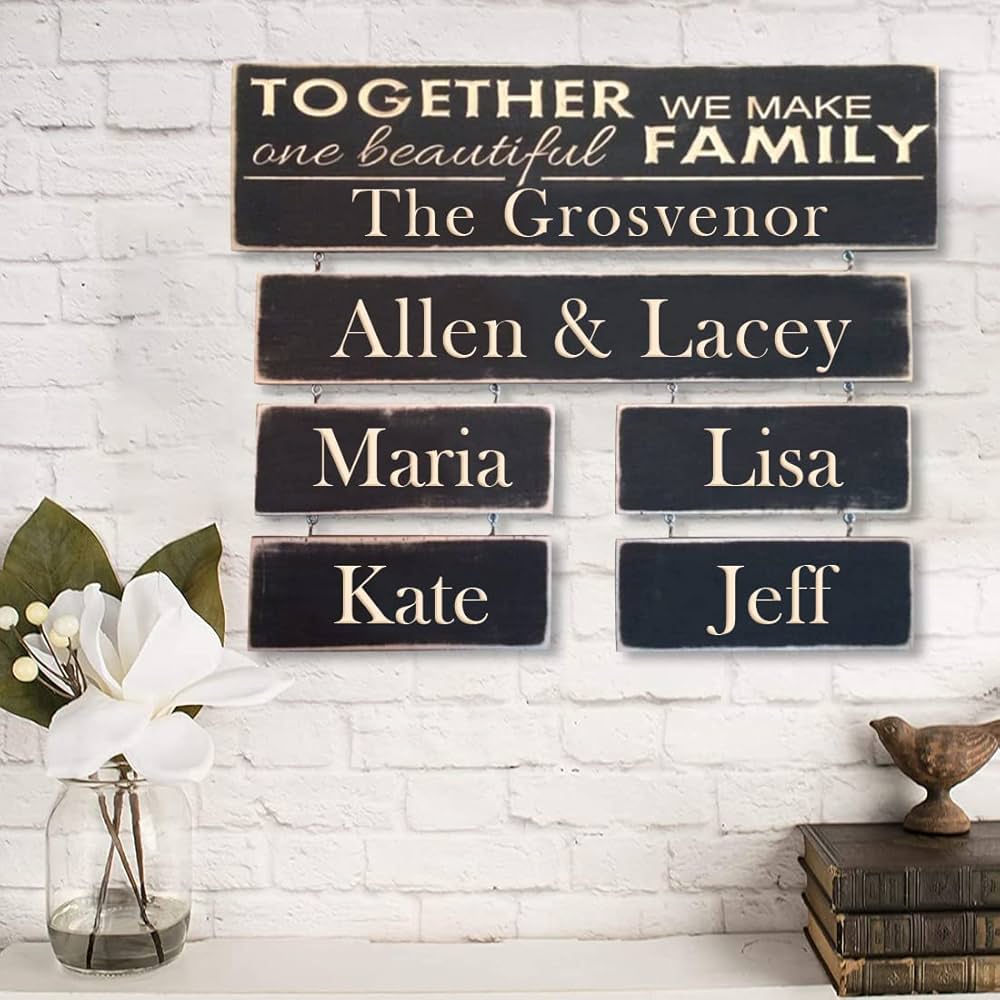 TOGETHER WE MAKE
one beautiful FAMILY
The Grosvenor
Allen & Lacey
Maria Lisa
Kate Jeff